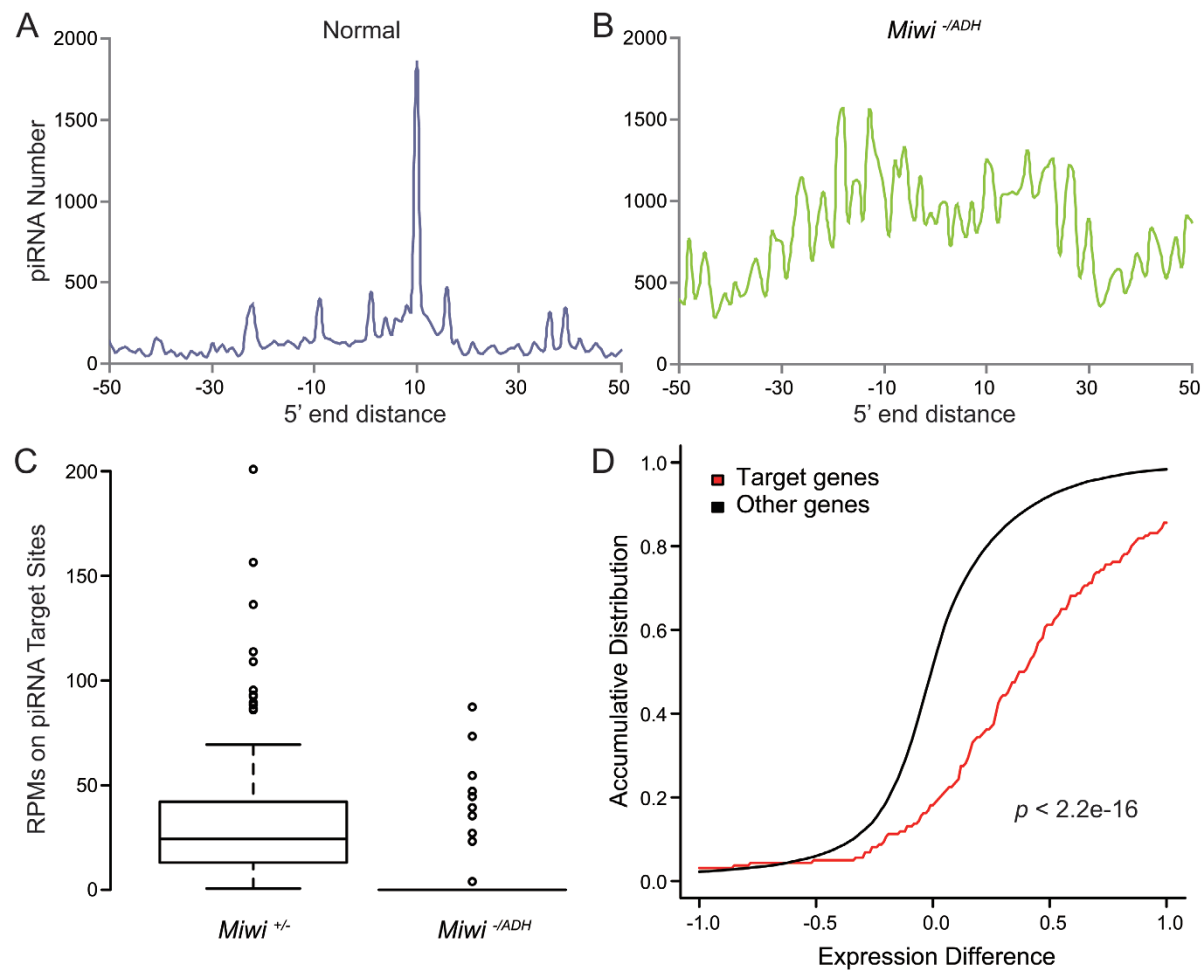 A
Normal
2000
1500
1000
500
0
piRNA Number
-50
-30
-10
10
30
50
5’ end distance
B
Miwi -/ADH
2000
1500
1000
500
0
-50
-30
-10
10
30
50
5’ end distance
C
200
150
100
50
0
RPMs on piRNA Target Sites
Miwi +/-
Miwi -/ADH
D
Target genes
Other genes
1.0
0.8
0.6
0.4
0.2
0.0
Accumulative Distribution
p < 2.2e-16
-1.0
-0.5
0.0
0.5
1.0
Expression Difference